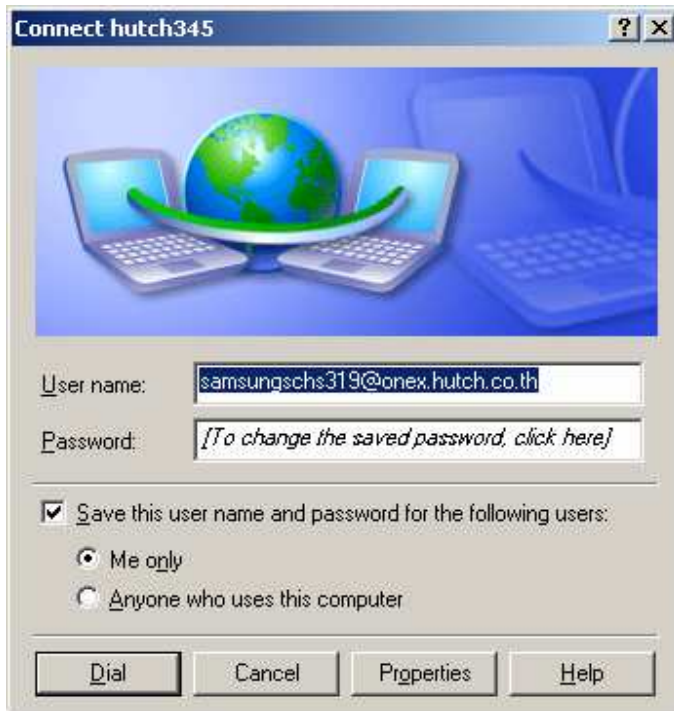 Connect hutch345
User name: samsungschs319@onex.hutch.co.th
Password: [To change the saved password, click here]
Save this user name and password for the following users:
Me only
Anyone who uses this computer
Dial Cancel Properties Help